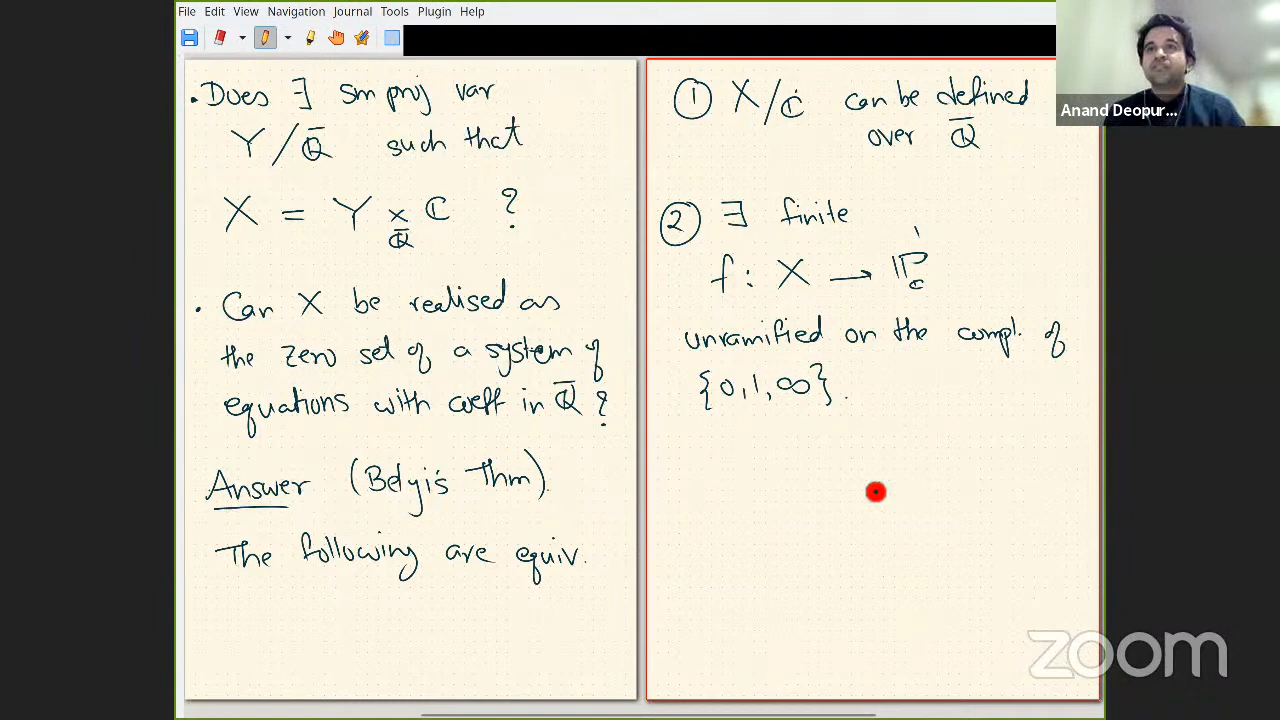 File Edit View Navigation Journal Tools Plugin Help
• Does ∃ sm proj var
Y/Q̅ such that
X = Y ×_Q̅ ℂ ?
• Can X be realised as
the zero set of a system of
equations with coeff in Q̅ ?
Answer (Belyi's Thm).
The following are equiv.
① X/ℂ can be defined
over Q̅
② ∃ finite
f: X → ℙ¹_ℂ
unramified on the compl. of
{0,1,∞}.
Anand Deopur...
zoom